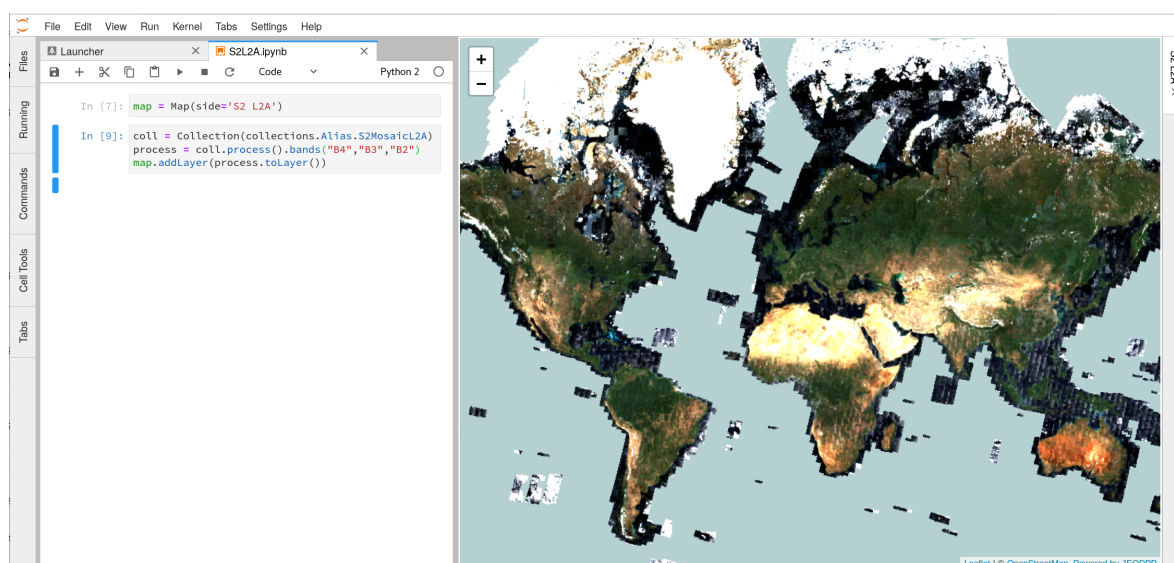 File Edit View Run Kernel Tabs Settings Help
Launcher
S2L2A.ipynb
Code
Python 2
Files
Running
Commands
Cell Tools
Tabs
In [7]: map = Map(side='S2 L2A')
In [9]: coll = Collection(collections.Alias.S2MosaicL2A)
process = coll.process().bands("B4","B3","B2")
map.addLayer(process.toLayer())
+
−
S2 L2A
Leaflet | © OpenStreetMap, Powered by JEODPP